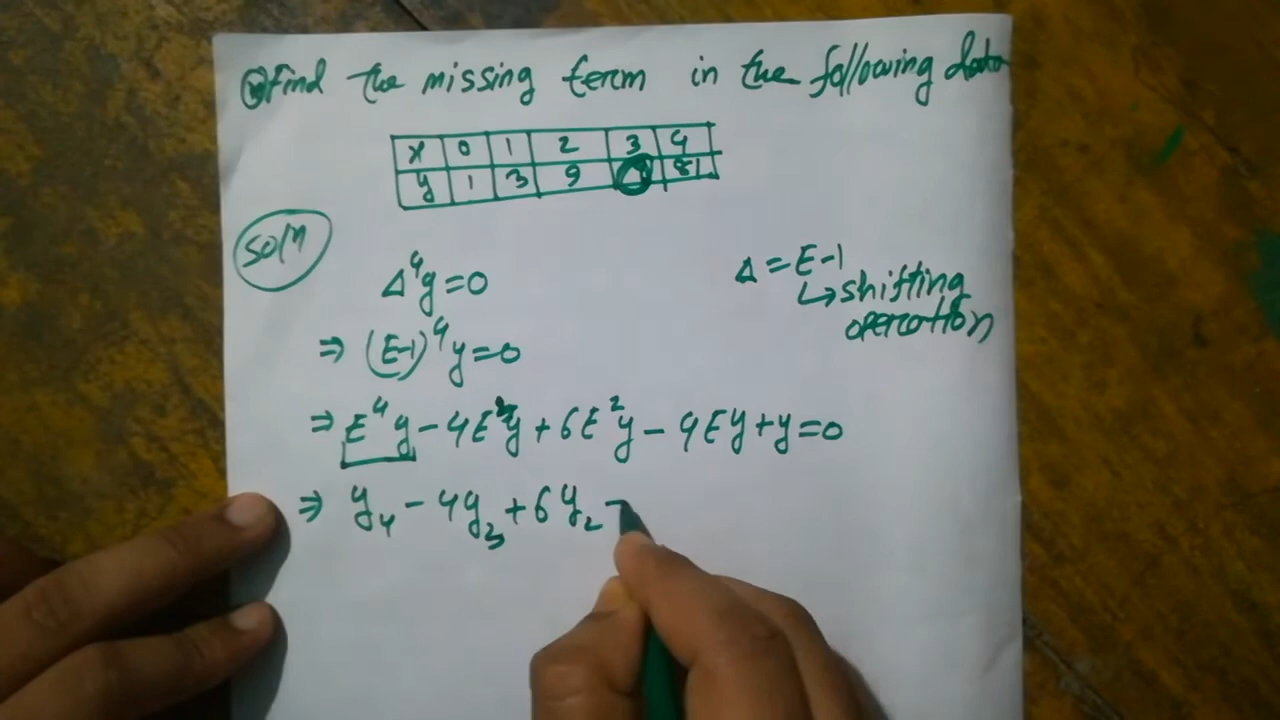 Find the missing term in the following data
x 0 1 2 3 4
y 1 3 9 81
Soln
Δ⁴y=0
Δ=E-1
↳shifting
operation
⇒ (E-1)⁴y=0
⇒ E⁴y-4E³y+6E²y-4Ey+y=0
⇒ y₄-4y₃+6y₂-